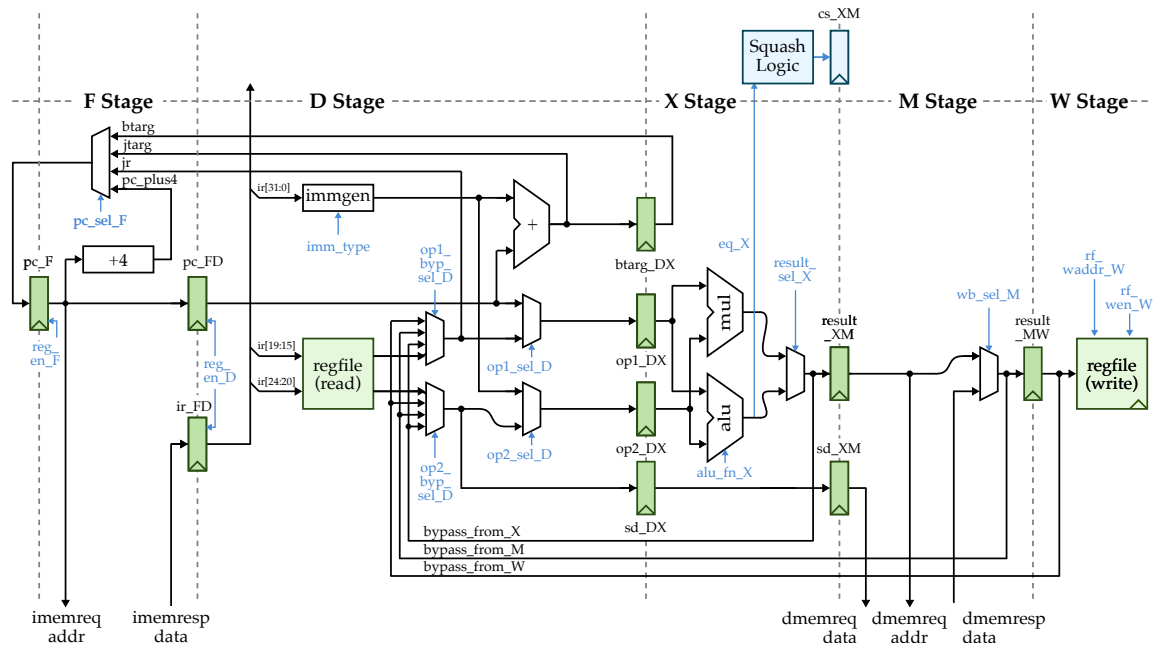 cs_XM
Squash
Logic
F Stage
D Stage
X Stage
M Stage
W Stage
btarg
jtarg
jr
pc_plus4
pc_sel_F
ir[31:0]
immgen
imm_type
+
+4
pc_F
pc_FD
reg_
en_F
reg_
en_D
ir_FD
op1_
byp_
sel_D
btarg_DX
eq_X
result_
sel_X
mul
wb_sel_M
rf_
waddr_W
rf_
wen_W
result
_XM
result
_MW
ir[19:15]
ir[24:20]
regfile
(read)
op1_sel_D
op1_DX
alu
regfile
(write)
op2_
byp_
sel_D
op2_sel_D
op2_DX
alu_fn_X
sd_XM
sd_DX
bypass_from_X
bypass_from_M
bypass_from_W
imemreq
addr
imemresp
data
dmemreq
data
dmemreq
addr
dmemresp
data